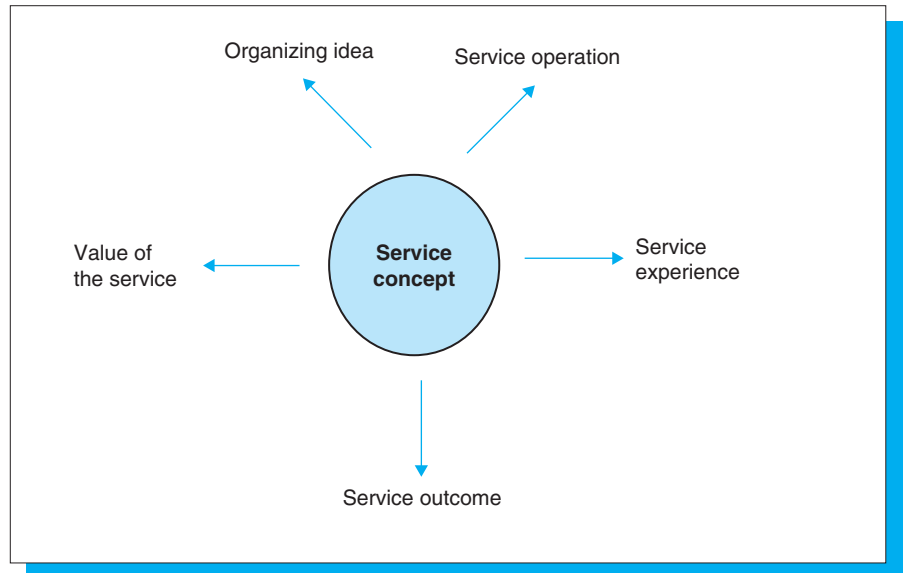 Organizing idea
Service operation
Value of
the service
Service
concept
Service
experience
Service outcome